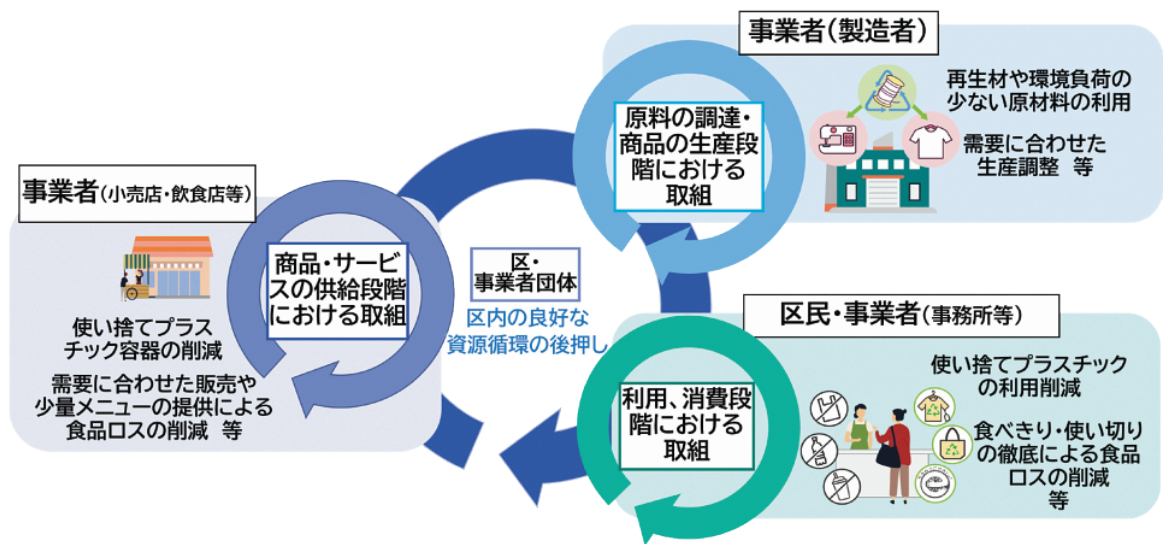 事業者（製造者）
原料の調達・
商品の生産段
階における
取組
再生材や環境負荷の
少ない原材料の利用
需要に合わせた
生産調整 等
事業者（小売店・飲食店等）
商品・サービ
スの供給段階
における取組
使い捨てプラス
チック容器の削減
需要に合わせた販売や
少量メニューの提供による
食品ロスの削減 等
区・
事業者団体
区内の良好な
資源循環の後押し
区民・事業者（事務所等）
利用、消費段
階における
取組
使い捨てプラスチック
の利用削減
食べきり・使い切り
の徹底による食品
ロスの削減
等